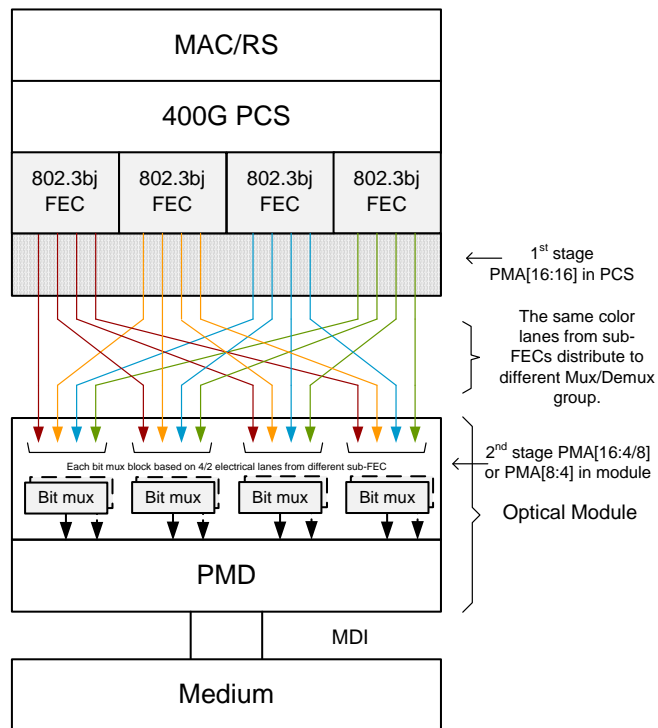 MAC/RS
400G PCS
802.3bj
FEC
802.3bj
FEC
802.3bj
FEC
802.3bj
FEC
1st stage
PMA[16:16] in PCS
The same color
lanes from sub-
FECs distribute to
different Mux/Demux
group.
Each bit mux block based on 4/2 electrical lanes from different sub-FEC
2nd stage PMA[16:4/8]
or PMA[8:4] in module
Bit mux
Bit mux
Bit mux
Bit mux
Optical Module
PMD
MDI
Medium